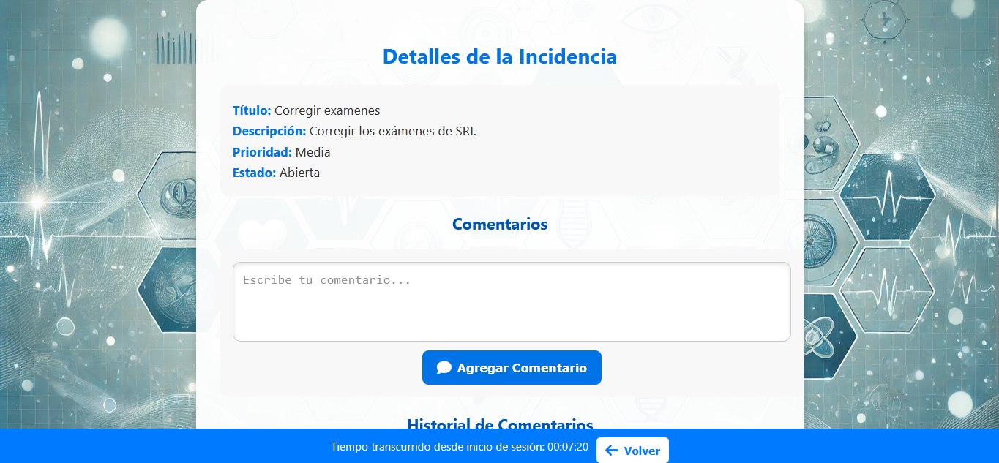 Detalles de la Incidencia
Título: Corregir examenes
Descripción: Corregir los exámenes de SRI.
Prioridad: Media
Estado: Abierta
Comentarios
Escribe tu comentario...
Agregar Comentario
Historial de Comentarios
Tiempo transcurrido desde inicio de sesión: 00:07:20
Volver